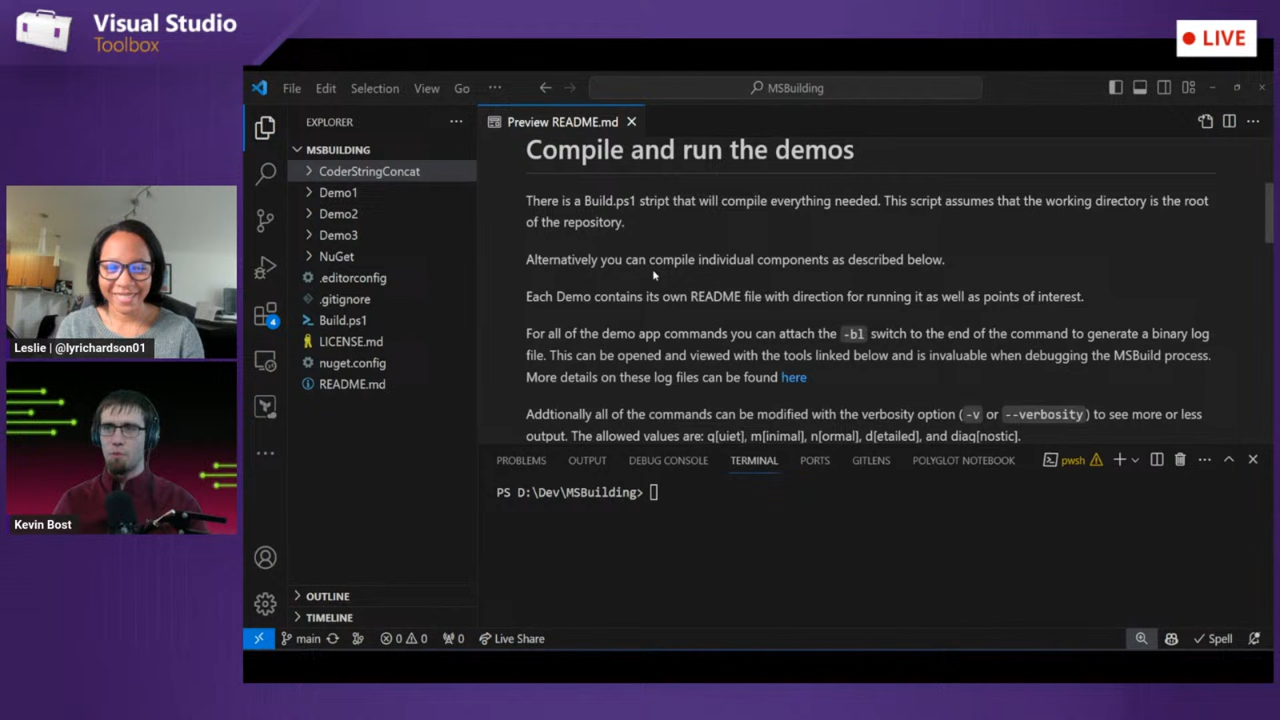 Visual Studio
Toolbox
LIVE
File Edit Selection View Go ... MSBuilding
EXPLORER ...
MSBUILDING
CoderStringConcat
Demo1
Demo2
Demo3
NuGet
.editorconfig
.gitignore
Build.ps1
LICENSE.md
nuget.config
README.md
OUTLINE
TIMELINE
4
Preview README.md
Compile and run the demos
There is a Build.ps1 stript that will compile everything needed. This script assumes that the working directory is the root
of the repository.
Alternatively you can compile individual components as described below.
Each Demo contains its own README file with direction for running it as well as points of interest.
For all of the demo app commands you can attach the -bl switch to the end of the command to generate a binary log
file. This can be opened and viewed with the tools linked below and is invaluable when debugging the MSBuild process.
More details on these log files can be found here
Addtionally all of the commands can be modified with the verbosity option (-v or --verbosity) to see more or less
output. The allowed values are: q[uiet], m[inimal], n[ormal], d[etailed], and diag[nostic].
PROBLEMS OUTPUT DEBUG CONSOLE TERMINAL PORTS GITLENS POLYGLOT NOTEBOOK pwsh
PS D:\Dev\MSBuilding>
main 0 0 0 Live Share Spell
Leslie | @lyrichardson01
Kevin Bost